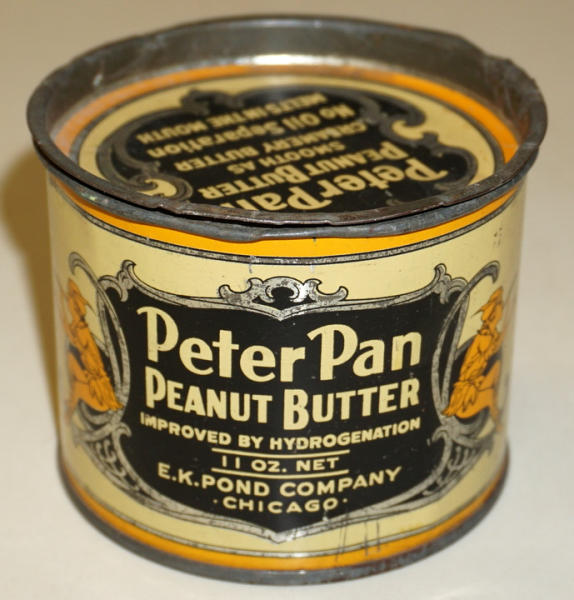 Peter Pan
PEANUT BUTTER
SMOOTH AS
CREAMERY BUTTER
No Oil Separation
MELTS IN THE MOUTH
Peter Pan
PEANUT BUTTER
IMPROVED BY HYDROGENATION
11 OZ. NET
E.K. POND COMPANY
· CHICAGO ·